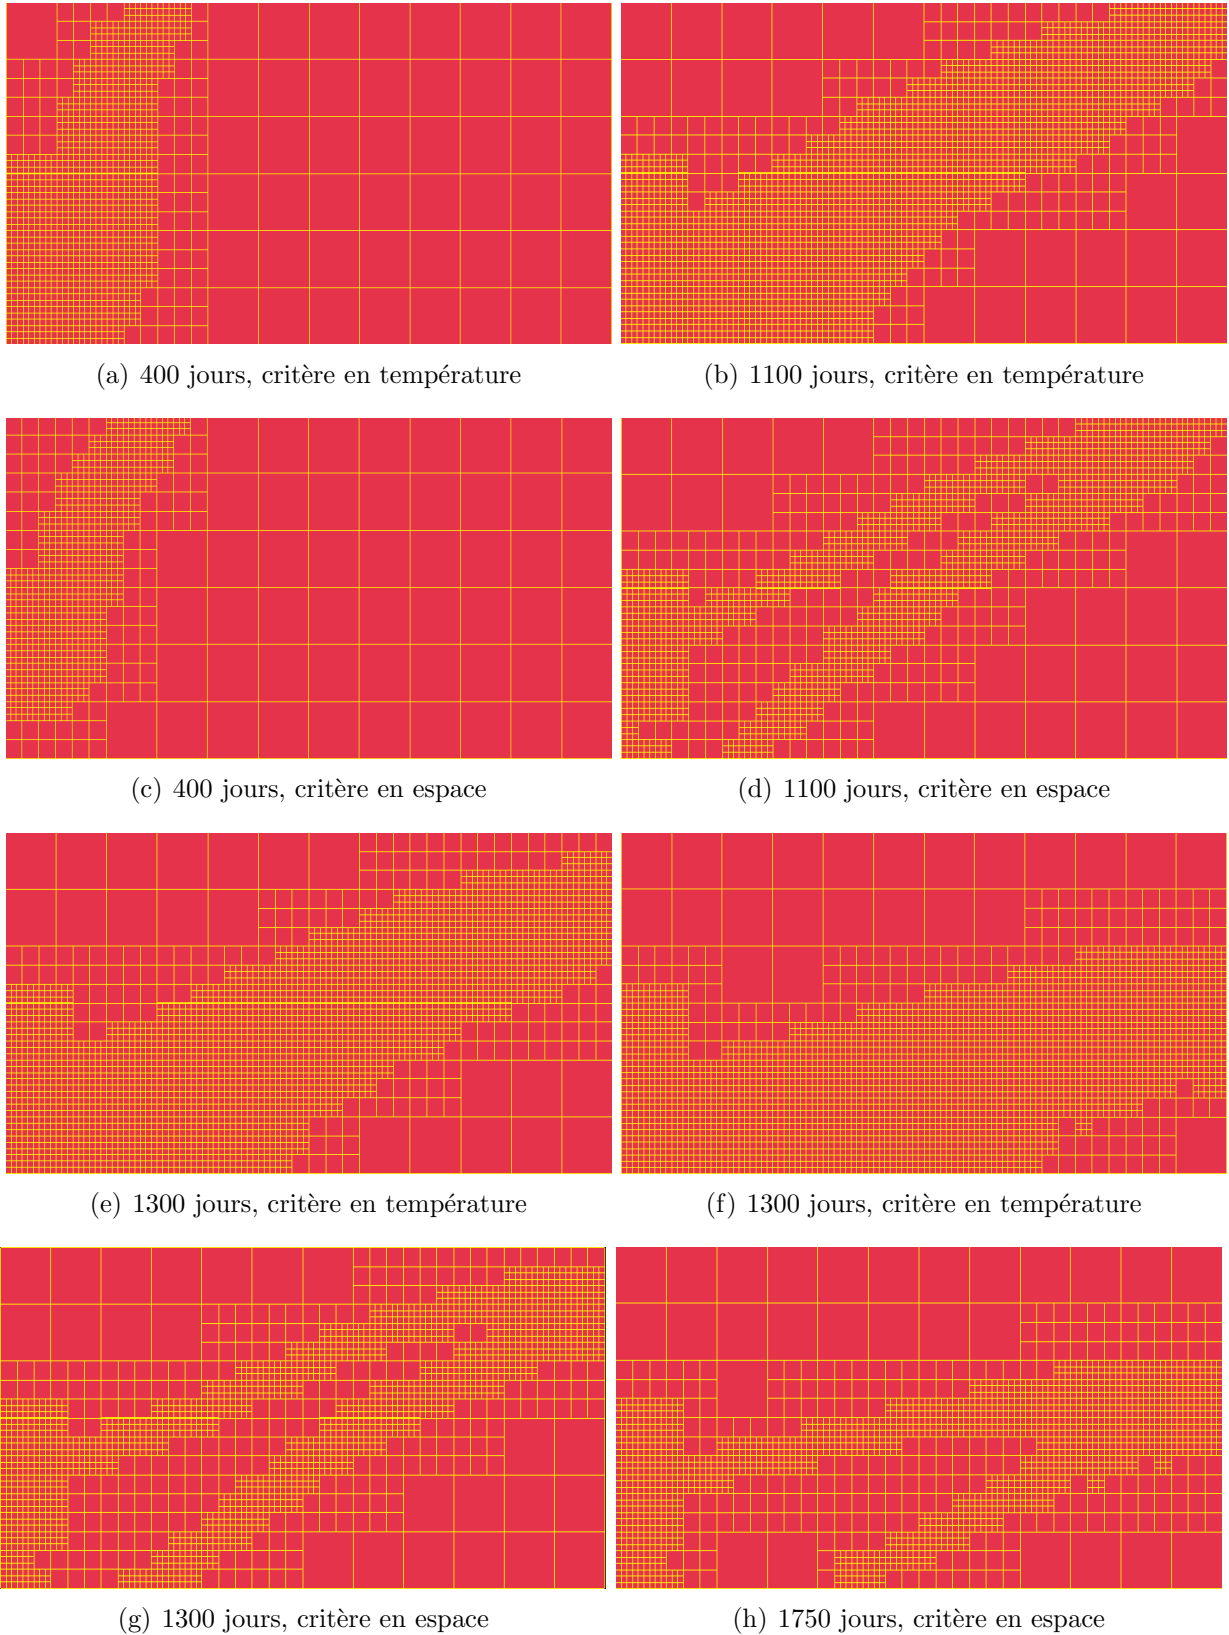 (a) 400 jours, critère en température
(b) 1100 jours, critère en température
(c) 400 jours, critère en espace
(d) 1100 jours, critère en espace
(e) 1300 jours, critère en température
(f) 1300 jours, critère en température
(g) 1300 jours, critère en espace
(h) 1750 jours, critère en espace